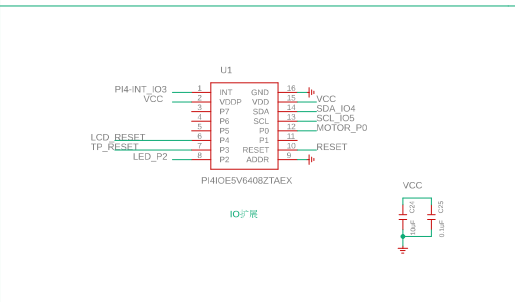 U1
PI4-INT_IO3 1 INT GND 16
VCC 2 VDDP VDD 15 VCC
3 P7 SDA 14 SDA_IO4
4 P6 SCL 13 SCL_IO5
5 P5 P0 12 MOTOR_P0
LCD_RESET 6 P4 P1 11
TP_RESET 7 P3 RESET 10 RESET
LED_P2 8 P2 ADDR 9
PI4IOE5V6408ZTAEX
IO扩展
VCC
C24 10uF
C25 0.1uF